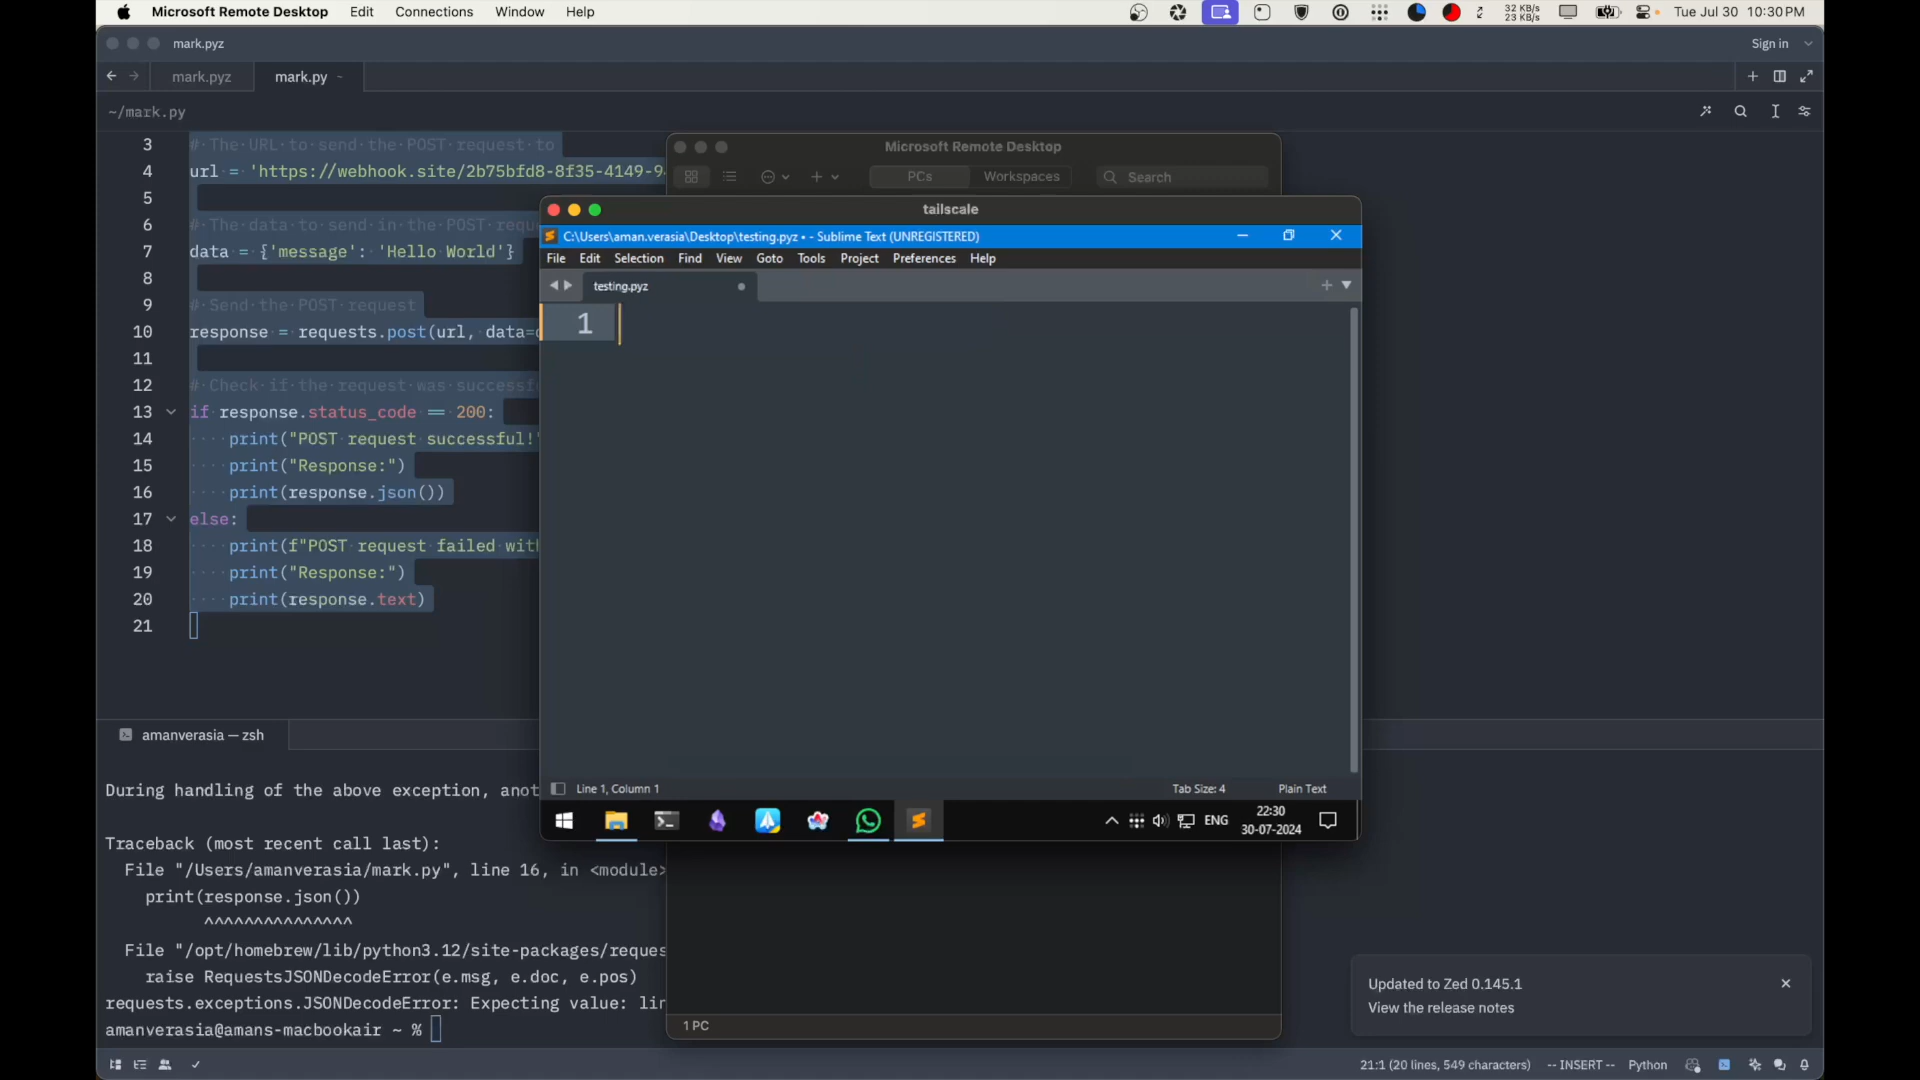 Microsoft Remote Desktop Edit Connections Window Help
32 KB/s
23 KB/s
Tue Jul 30 10:30 PM
mark.pyz
Sign in
mark.pyz
mark.py
~/mark.py
3 # The URL to send the POST request to
4 url = 'https://webhook.site/2b75bfd8-8f35-4149-9
5
6 # The data to send in the POST requ
7 data = {'message': 'Hello World'}
8
9 # Send the POST request
10 response = requests.post(url, data=
11
12 # Check if the request was successf
13 if response.status_code == 200:
14 print("POST request successful!"
15 print("Response:")
16 print(response.json())
17 else:
18 print(f"POST request failed with
19 print("Response:")
20 print(response.text)
21
amanverasia — zsh
During handling of the above exception, anot
Traceback (most recent call last):
File "/Users/amanverasia/mark.py", line 16, in <module>
print(response.json())
^^^^^^^^^^^^^^^
File "/opt/homebrew/lib/python3.12/site-packages/reque
raise RequestsJSONDecodeError(e.msg, e.doc, e.pos)
requests.exceptions.JSONDecodeError: Expecting value: li
amanverasia@amans-macbookair ~ %
Microsoft Remote Desktop
PCs
Workspaces
Search
tailscale
C:\Users\aman.verasia\Desktop\testing.pyz • - Sublime Text (UNREGISTERED)
File Edit Selection Find View Goto Tools Project Preferences Help
testing.pyz
1
Line 1, Column 1
Tab Size: 4
Plain Text
ENG
22:30
30-07-2024
1 PC
Updated to Zed 0.145.1
View the release notes
21:1 (20 lines, 549 characters)
-- INSERT --
Python